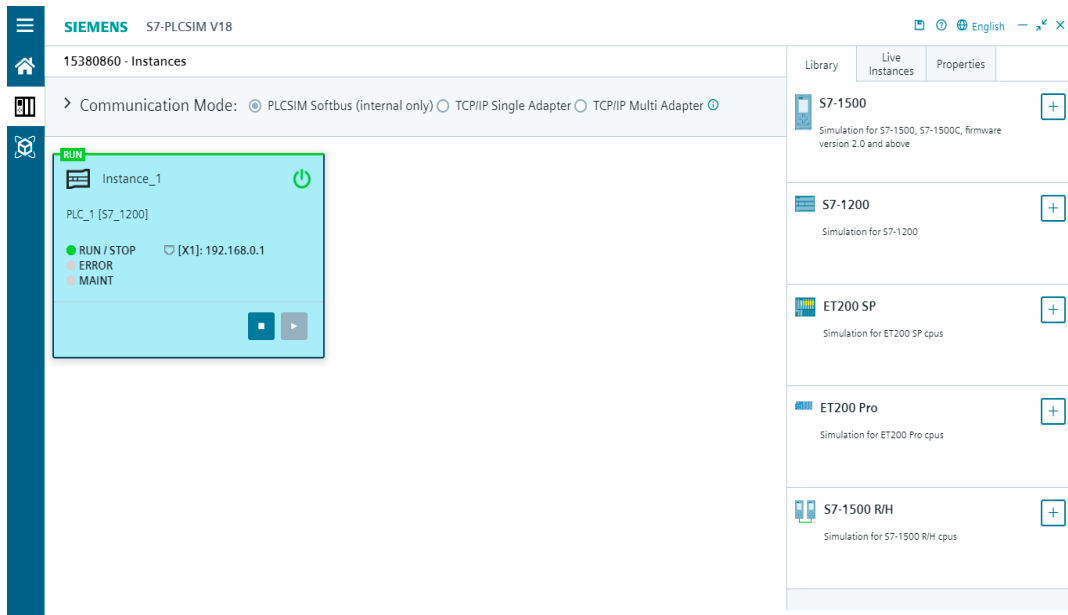 SIEMENS S7-PLCSIM V18
English
15380860 - Instances
Library
Live Instances
Properties
Communication Mode: PLCSIM Softbus (internal only) TCP/IP Single Adapter TCP/IP Multi Adapter
RUN
Instance_1
PLC_1 [S7_1200]
RUN / STOP [X1]: 192.168.0.1
ERROR
MAINT
S7-1500
Simulation for S7-1500, S7-1500C, firmware
version 2.0 and above
S7-1200
Simulation for S7-1200
ET200 SP
Simulation for ET200 SP cpus
ET200 Pro
Simulation for ET200 Pro cpus
S7-1500 R/H
Simulation for S7-1500 R/H cpus